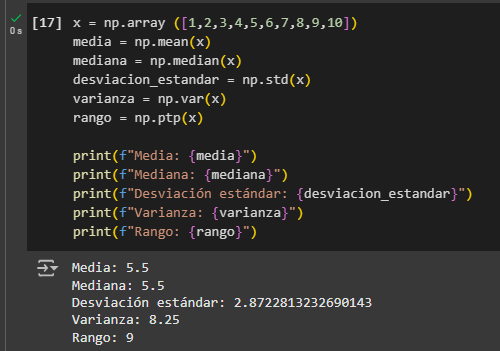 [17] x = np.array ([1,2,3,4,5,6,7,8,9,10])
media = np.mean(x)
mediana = np.median(x)
desviacion_estandar = np.std(x)
varianza = np.var(x)
rango = np.ptp(x)
print(f"Media: {media}")
print(f"Mediana: {mediana}")
print(f"Desviación estándar: {desviacion_estandar}")
print(f"Varianza: {varianza}")
print(f"Rango: {rango}")
0 s
Media: 5.5
Mediana: 5.5
Desviación estándar: 2.8722813232690143
Varianza: 8.25
Rango: 9